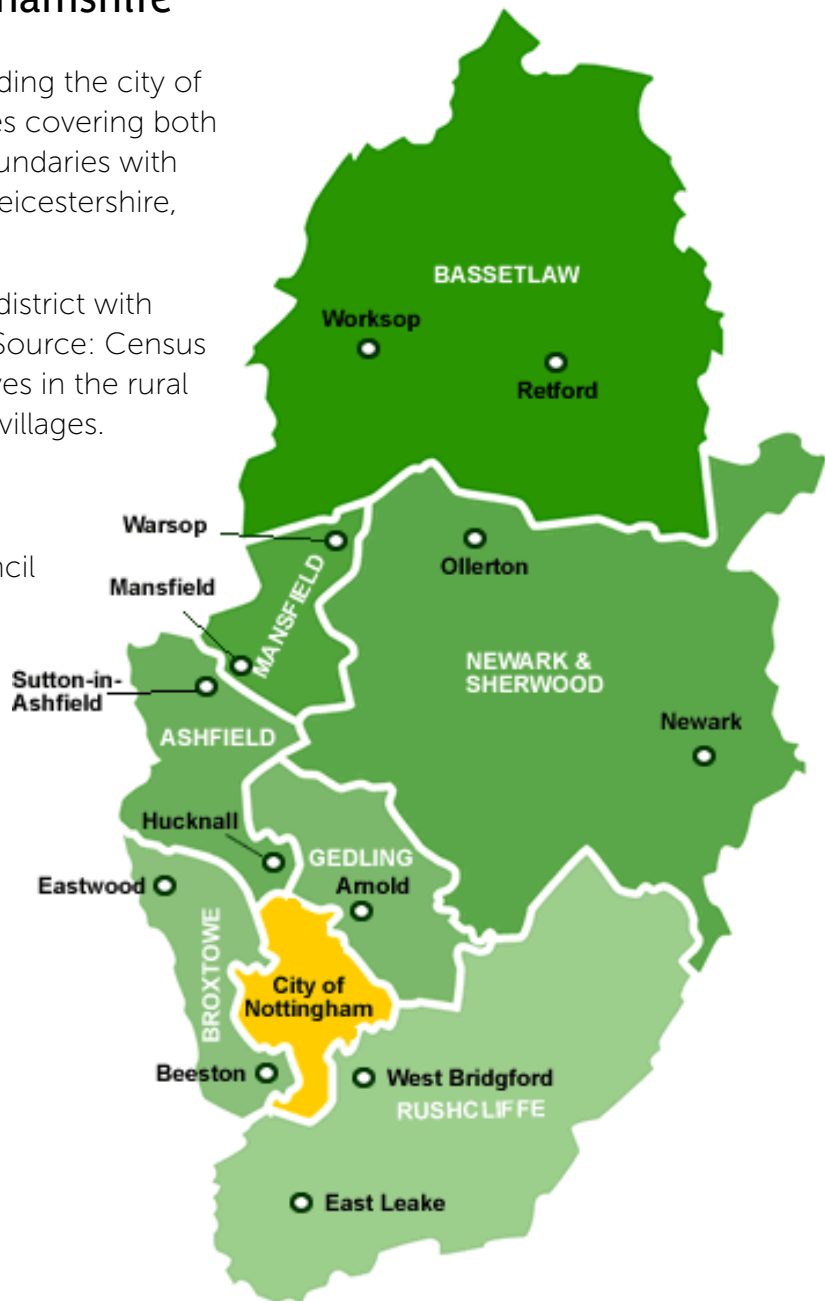 hamshire
ding the city of
es covering both
undaries with
eicestershire,
district with
Source: Census
ves in the rural
villages.
ncil
BASSETLAW
Worksop
Retford
Warsop
Ollerton
Mansfield
MANSFIELD
NEWARK &
SHERWOOD
Sutton-in-
Ashfield
Newark
ASHFIELD
Hucknall
GEDLING
Eastwood
Arnold
BROXTOWE
City of
Nottingham
Beeston
West Bridgford
RUSHCLIFFE
East Leake